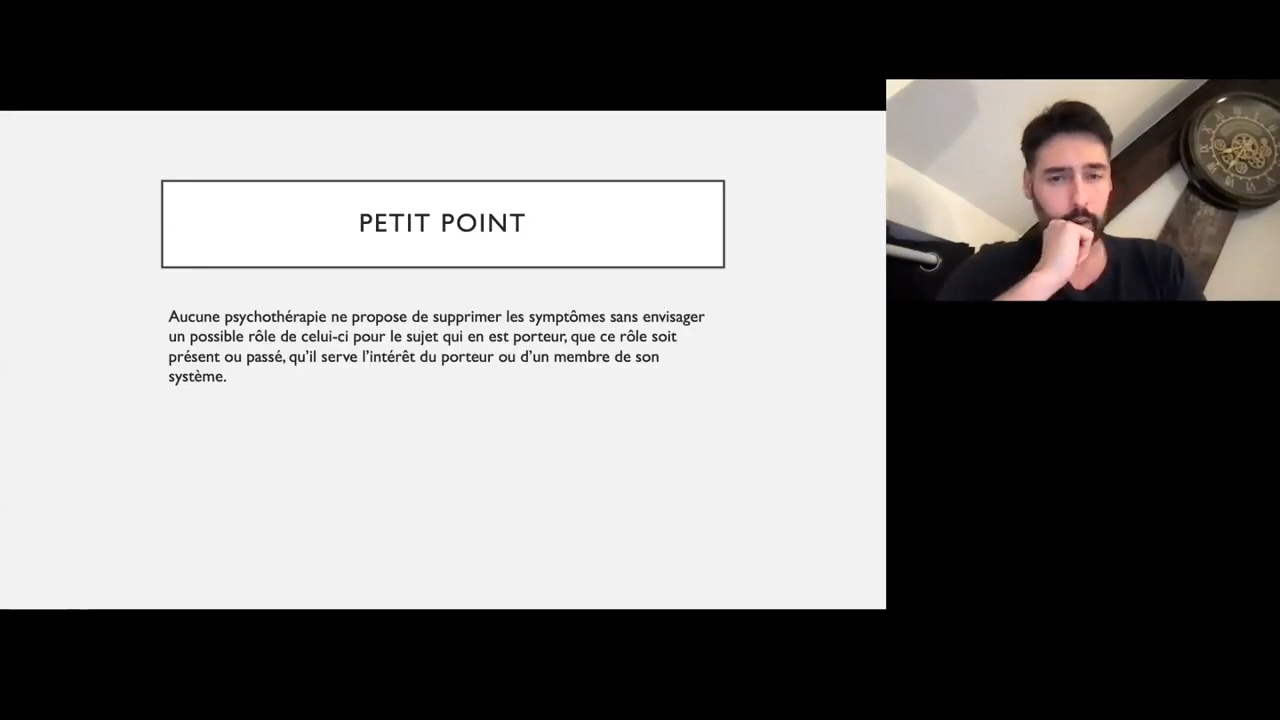 PETIT POINT
Aucune psychothérapie ne propose de supprimer les symptômes sans envisager
un possible rôle de celui-ci pour le sujet qui en est porteur, que ce rôle soit
présent ou passé, qu’il serve l’intérêt du porteur ou d’un membre de son
système.